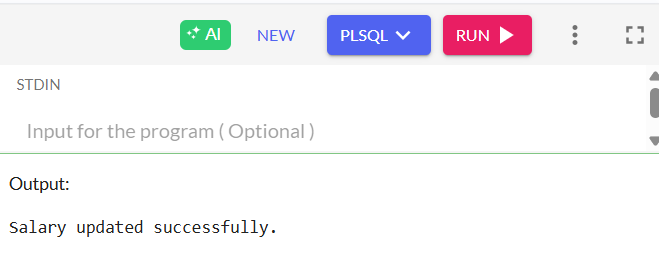 AI NEW PLSQL RUN
STDIN
Input for the program ( Optional )
Output:
Salary updated successfully.